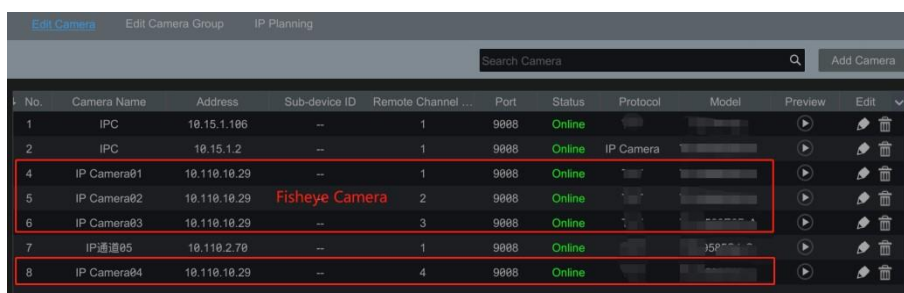 Edit Camera Edit Camera Group IP Planning
Search Camera Add Camera
No. Camera Name Address Sub-device ID Remote Channel ... Port Status Protocol Model Preview Edit
1 IPC 10.15.1.106 -- 1 9008 Online
2 IPC 10.15.1.2 -- 1 9008 Online IP Camera
4 IP Camera01 10.110.10.29 -- 1 9008 Online
5 IP Camera02 10.110.10.29 Fisheye Camera 2 9008 Online
6 IP Camera03 10.110.10.29 -- 3 9008 Online
7 IP通道05 10.110.2.70 -- 1 9008 Online
8 IP Camera04 10.110.10.29 -- 4 9008 Online